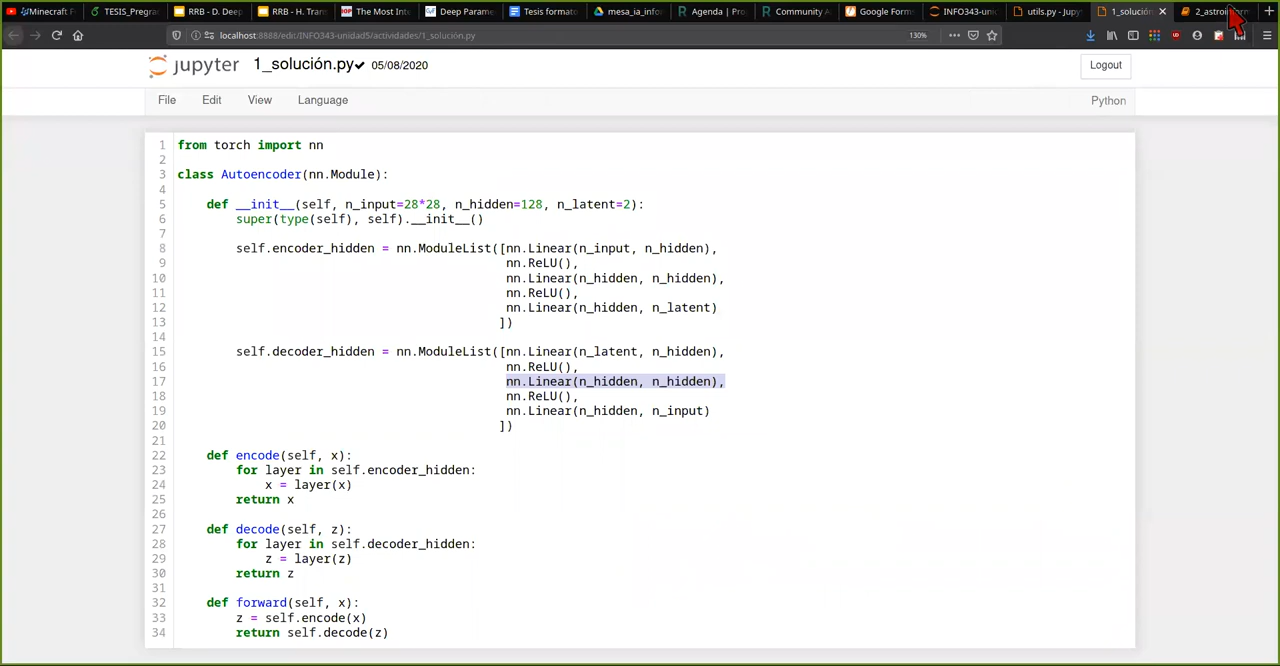 Minecraft F
TESIS_Pregra
RRB - D. Deep
RRB - H. Tran
The Most Inte
Deep Parame
Tesis formato
mesa_ia_info
Agenda | Pro
Community A
Google Form
INFO343-unid
utils.py - Jupy
1_solución
2_astroi
localhost:8888/edit/INFO343-unidad5/actividades/1_solución.py
130%
jupyter 1_solución.py 05/08/2020
Logout
File Edit View Language
Python
1 from torch import nn
2
3 class Autoencoder(nn.Module):
4
5 def __init__(self, n_input=28*28, n_hidden=128, n_latent=2):
6 super(type(self), self).__init__()
7
8 self.encoder_hidden = nn.ModuleList([nn.Linear(n_input, n_hidden),
9 nn.ReLU(),
10 nn.Linear(n_hidden, n_hidden),
11 nn.ReLU(),
12 nn.Linear(n_hidden, n_latent)
13 ])
14
15 self.decoder_hidden = nn.ModuleList([nn.Linear(n_latent, n_hidden),
16 nn.ReLU(),
17 nn.Linear(n_hidden, n_hidden),
18 nn.ReLU(),
19 nn.Linear(n_hidden, n_input)
20 ])
21
22 def encode(self, x):
23 for layer in self.encoder_hidden:
24 x = layer(x)
25 return x
26
27 def decode(self, z):
28 for layer in self.decoder_hidden:
29 z = layer(z)
30 return z
31
32 def forward(self, x):
33 z = self.encode(x)
34 return self.decode(z)